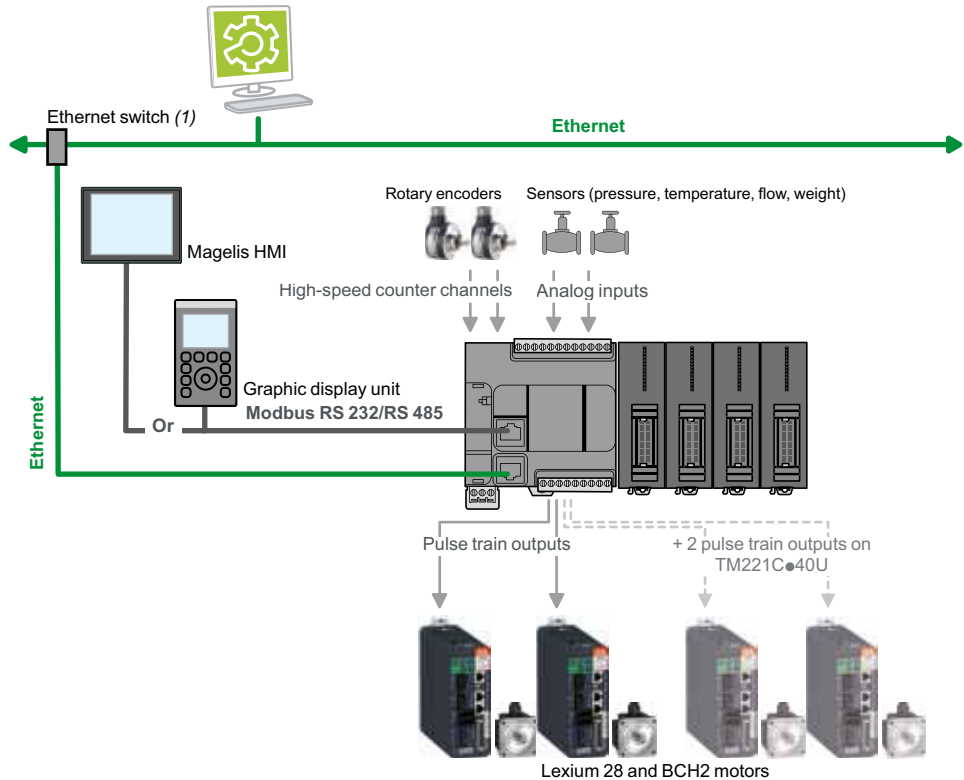 Ethernet switch (1)
Ethernet
Rotary encoders
Sensors (pressure, temperature, flow, weight)
Magelis HMI
High-speed counter channels
Analog inputs
Graphic display unit
Modbus RS 232/RS 485
Or
Ethernet
Pulse train outputs
+ 2 pulse train outputs on
TM221C●40U
Lexium 28 and BCH2 motors